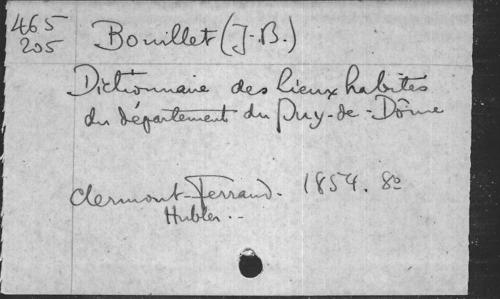 465
205
Bouillet (J.-B.)
Dictionnaire des lieux habités
du département du Puy-de-Dôme
Clermont-Ferrand. 1854. 8º
Hubler.